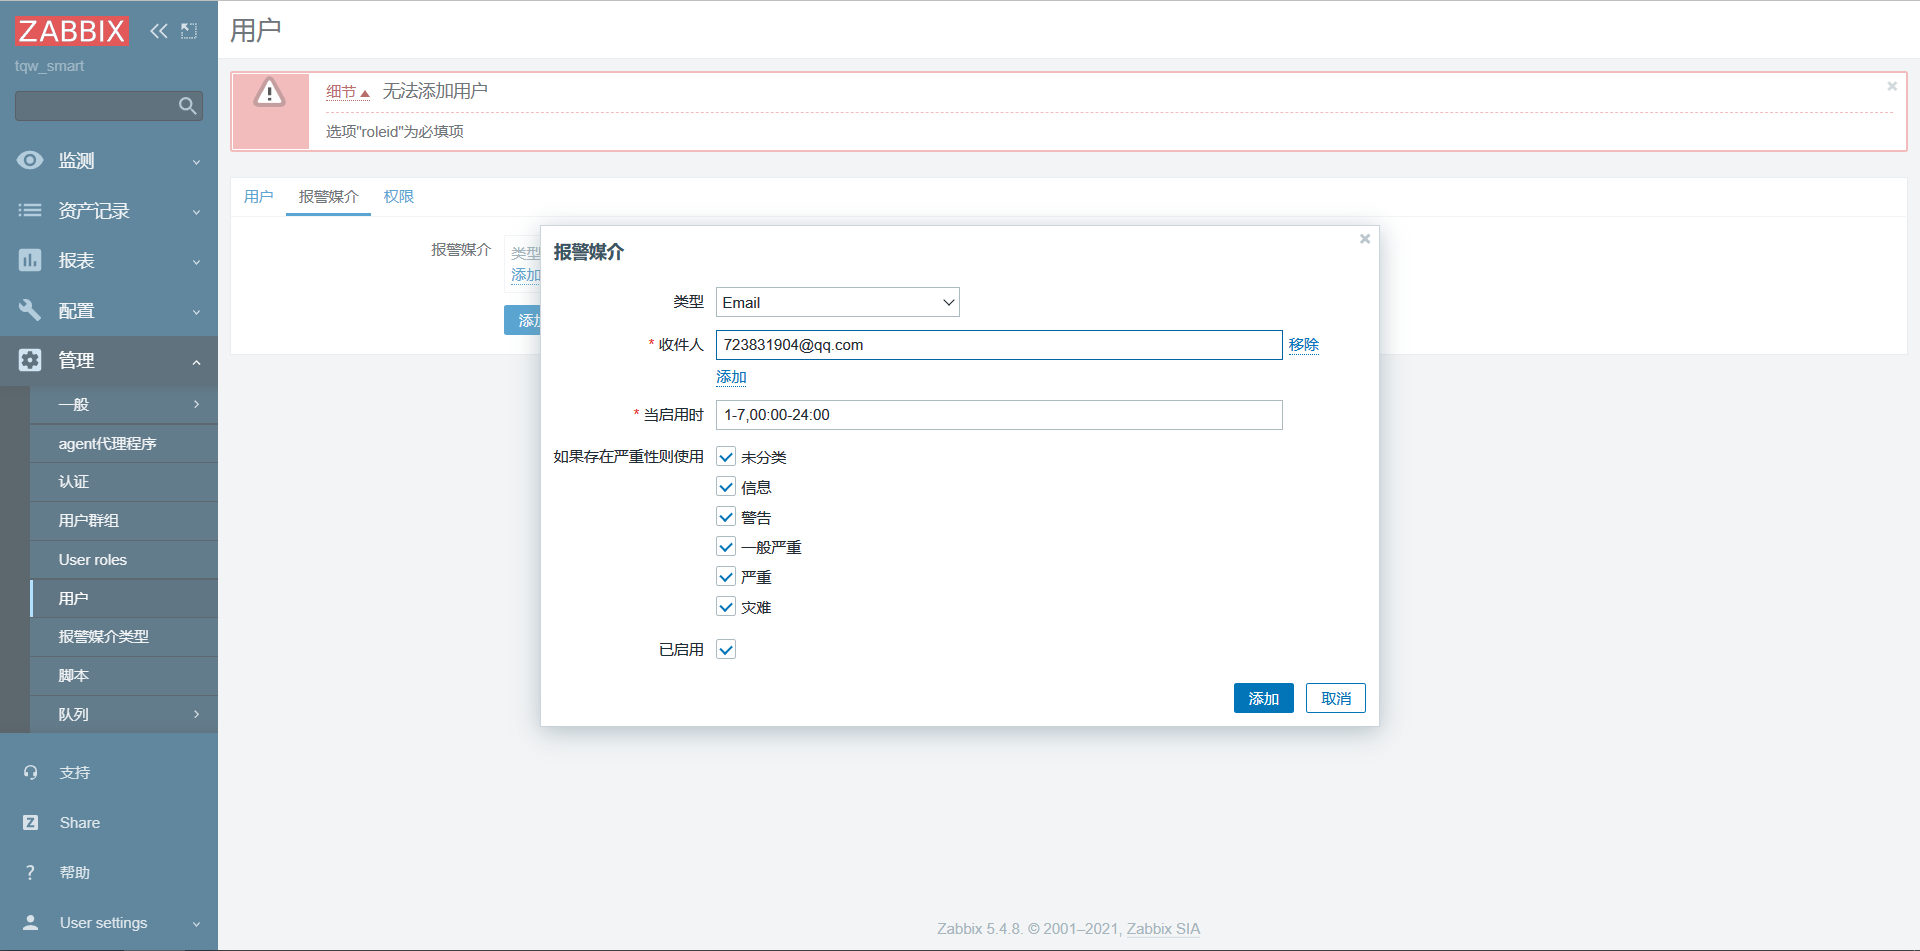 ZABBIX
tqw_smart
监测
资产记录
报表
配置
管理
一般
agent代理程序
认证
用户群组
User roles
用户
报警媒介类型
脚本
队列
支持
Share
帮助
User settings
用户
细节 无法添加用户
选项"roleid"为必填项
用户 报警媒介 权限
报警媒介 类型
添加
添加
报警媒介
类型 Email
* 收件人 723831904@qq.com 移除
添加
* 当启用时 1-7,00:00-24:00
如果存在严重性则使用 未分类
信息
警告
一般严重
严重
灾难
已启用
添加 取消
Zabbix 5.4.8. © 2001–2021, Zabbix SIA